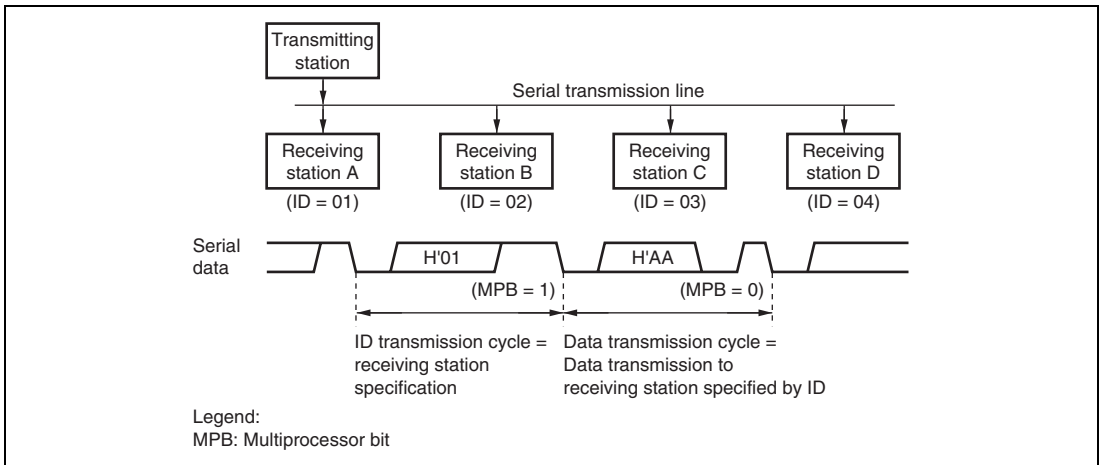 Transmitting
station
Serial transmission line
Receiving
station A
Receiving
station B
Receiving
station C
Receiving
station D
(ID = 01)
(ID = 02)
(ID = 03)
(ID = 04)
Serial
data
H'01
H'AA
(MPB = 1)
(MPB = 0)
ID transmission cycle =
receiving station
specification
Data transmission cycle =
Data transmission to
receiving station specified by ID
Legend:
MPB: Multiprocessor bit